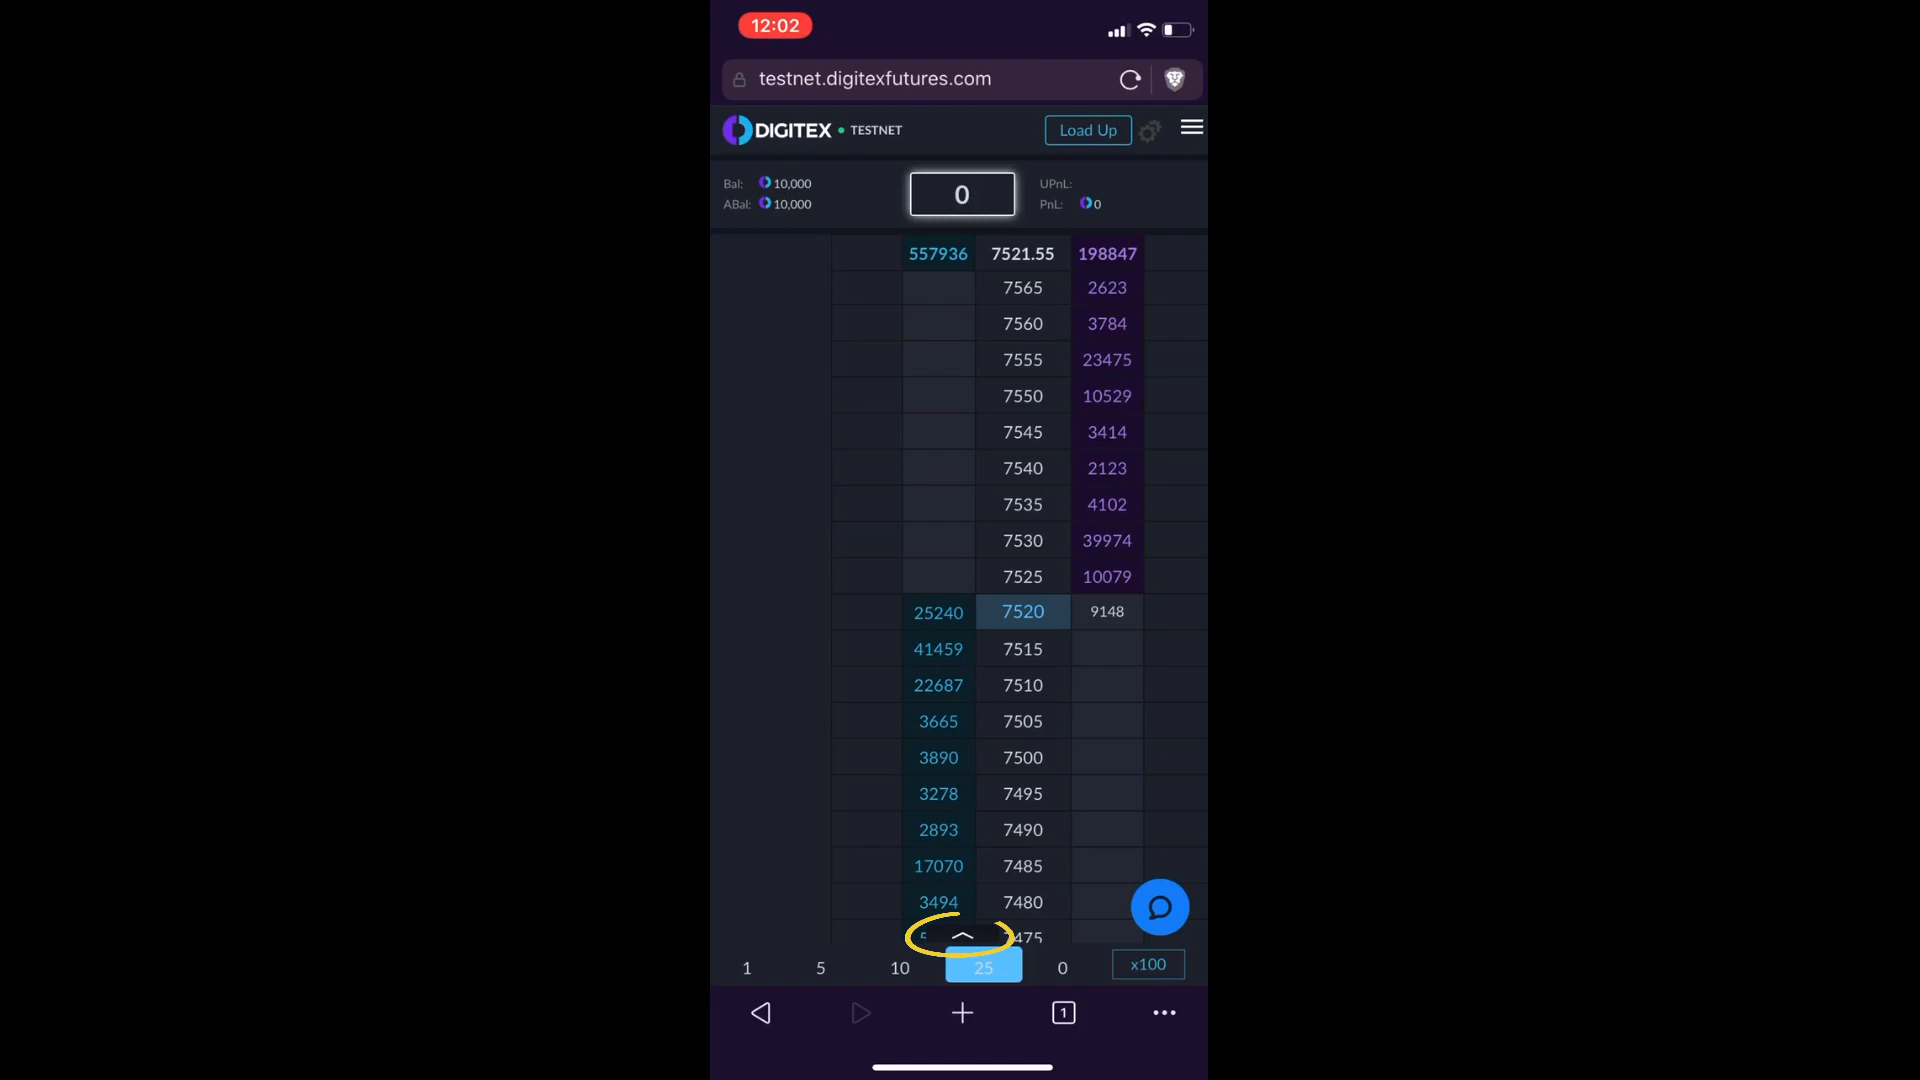 12:02
testnet.digitexfutures.com
DIGITEX • TESTNET Load Up
Bal: 10,000
ABal: 10,000
0
UPnL:
PnL: 0
557936 7521.55 198847
7565 2623
7560 3784
7555 23475
7550 10529
7545 3414
7540 2123
7535 4102
7530 39974
7525 10079
25240 7520 9148
41459 7515
22687 7510
3665 7505
3890 7500
3278 7495
2893 7490
17070 7485
3494 7480
1 5 10 25 0 x100
1